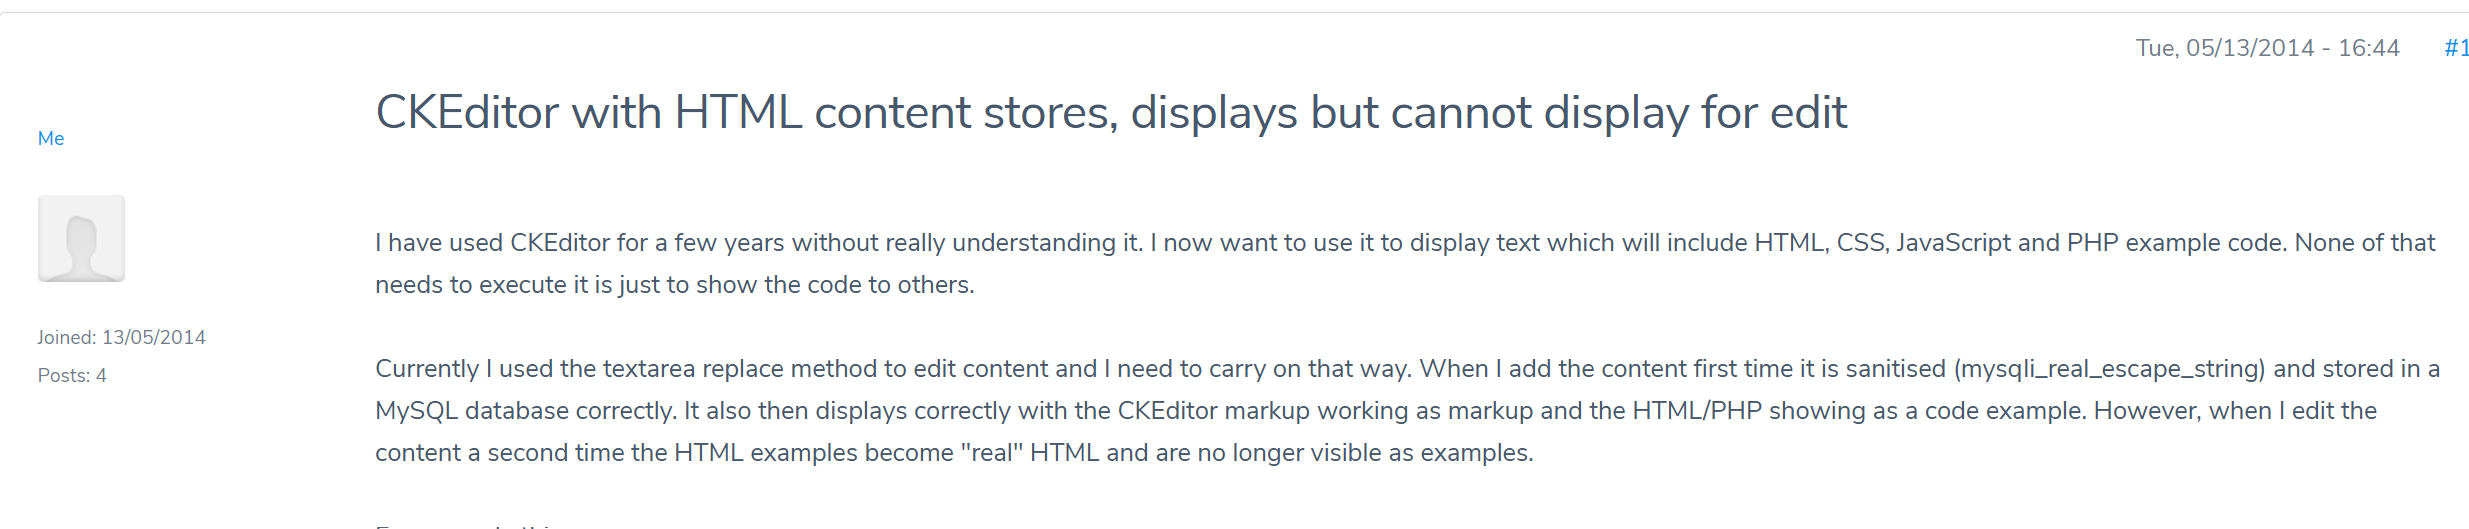 Tue, 05/13/2014 - 16:44 #1
CKEditor with HTML content stores, displays but cannot display for edit
Me
I have used CKEditor for a few years without really understanding it. I now want to use it to display text which will include HTML, CSS, JavaScript and PHP example code. None of that
needs to execute it is just to show the code to others.
Joined: 13/05/2014
Posts: 4
Currently I used the textarea replace method to edit content and I need to carry on that way. When I add the content first time it is sanitised (mysqli_real_escape_string) and stored in a
MySQL database correctly. It also then displays correctly with the CKEditor markup working as markup and the HTML/PHP showing as a code example. However, when I edit the
content a second time the HTML examples become "real" HTML and are no longer visible as examples.